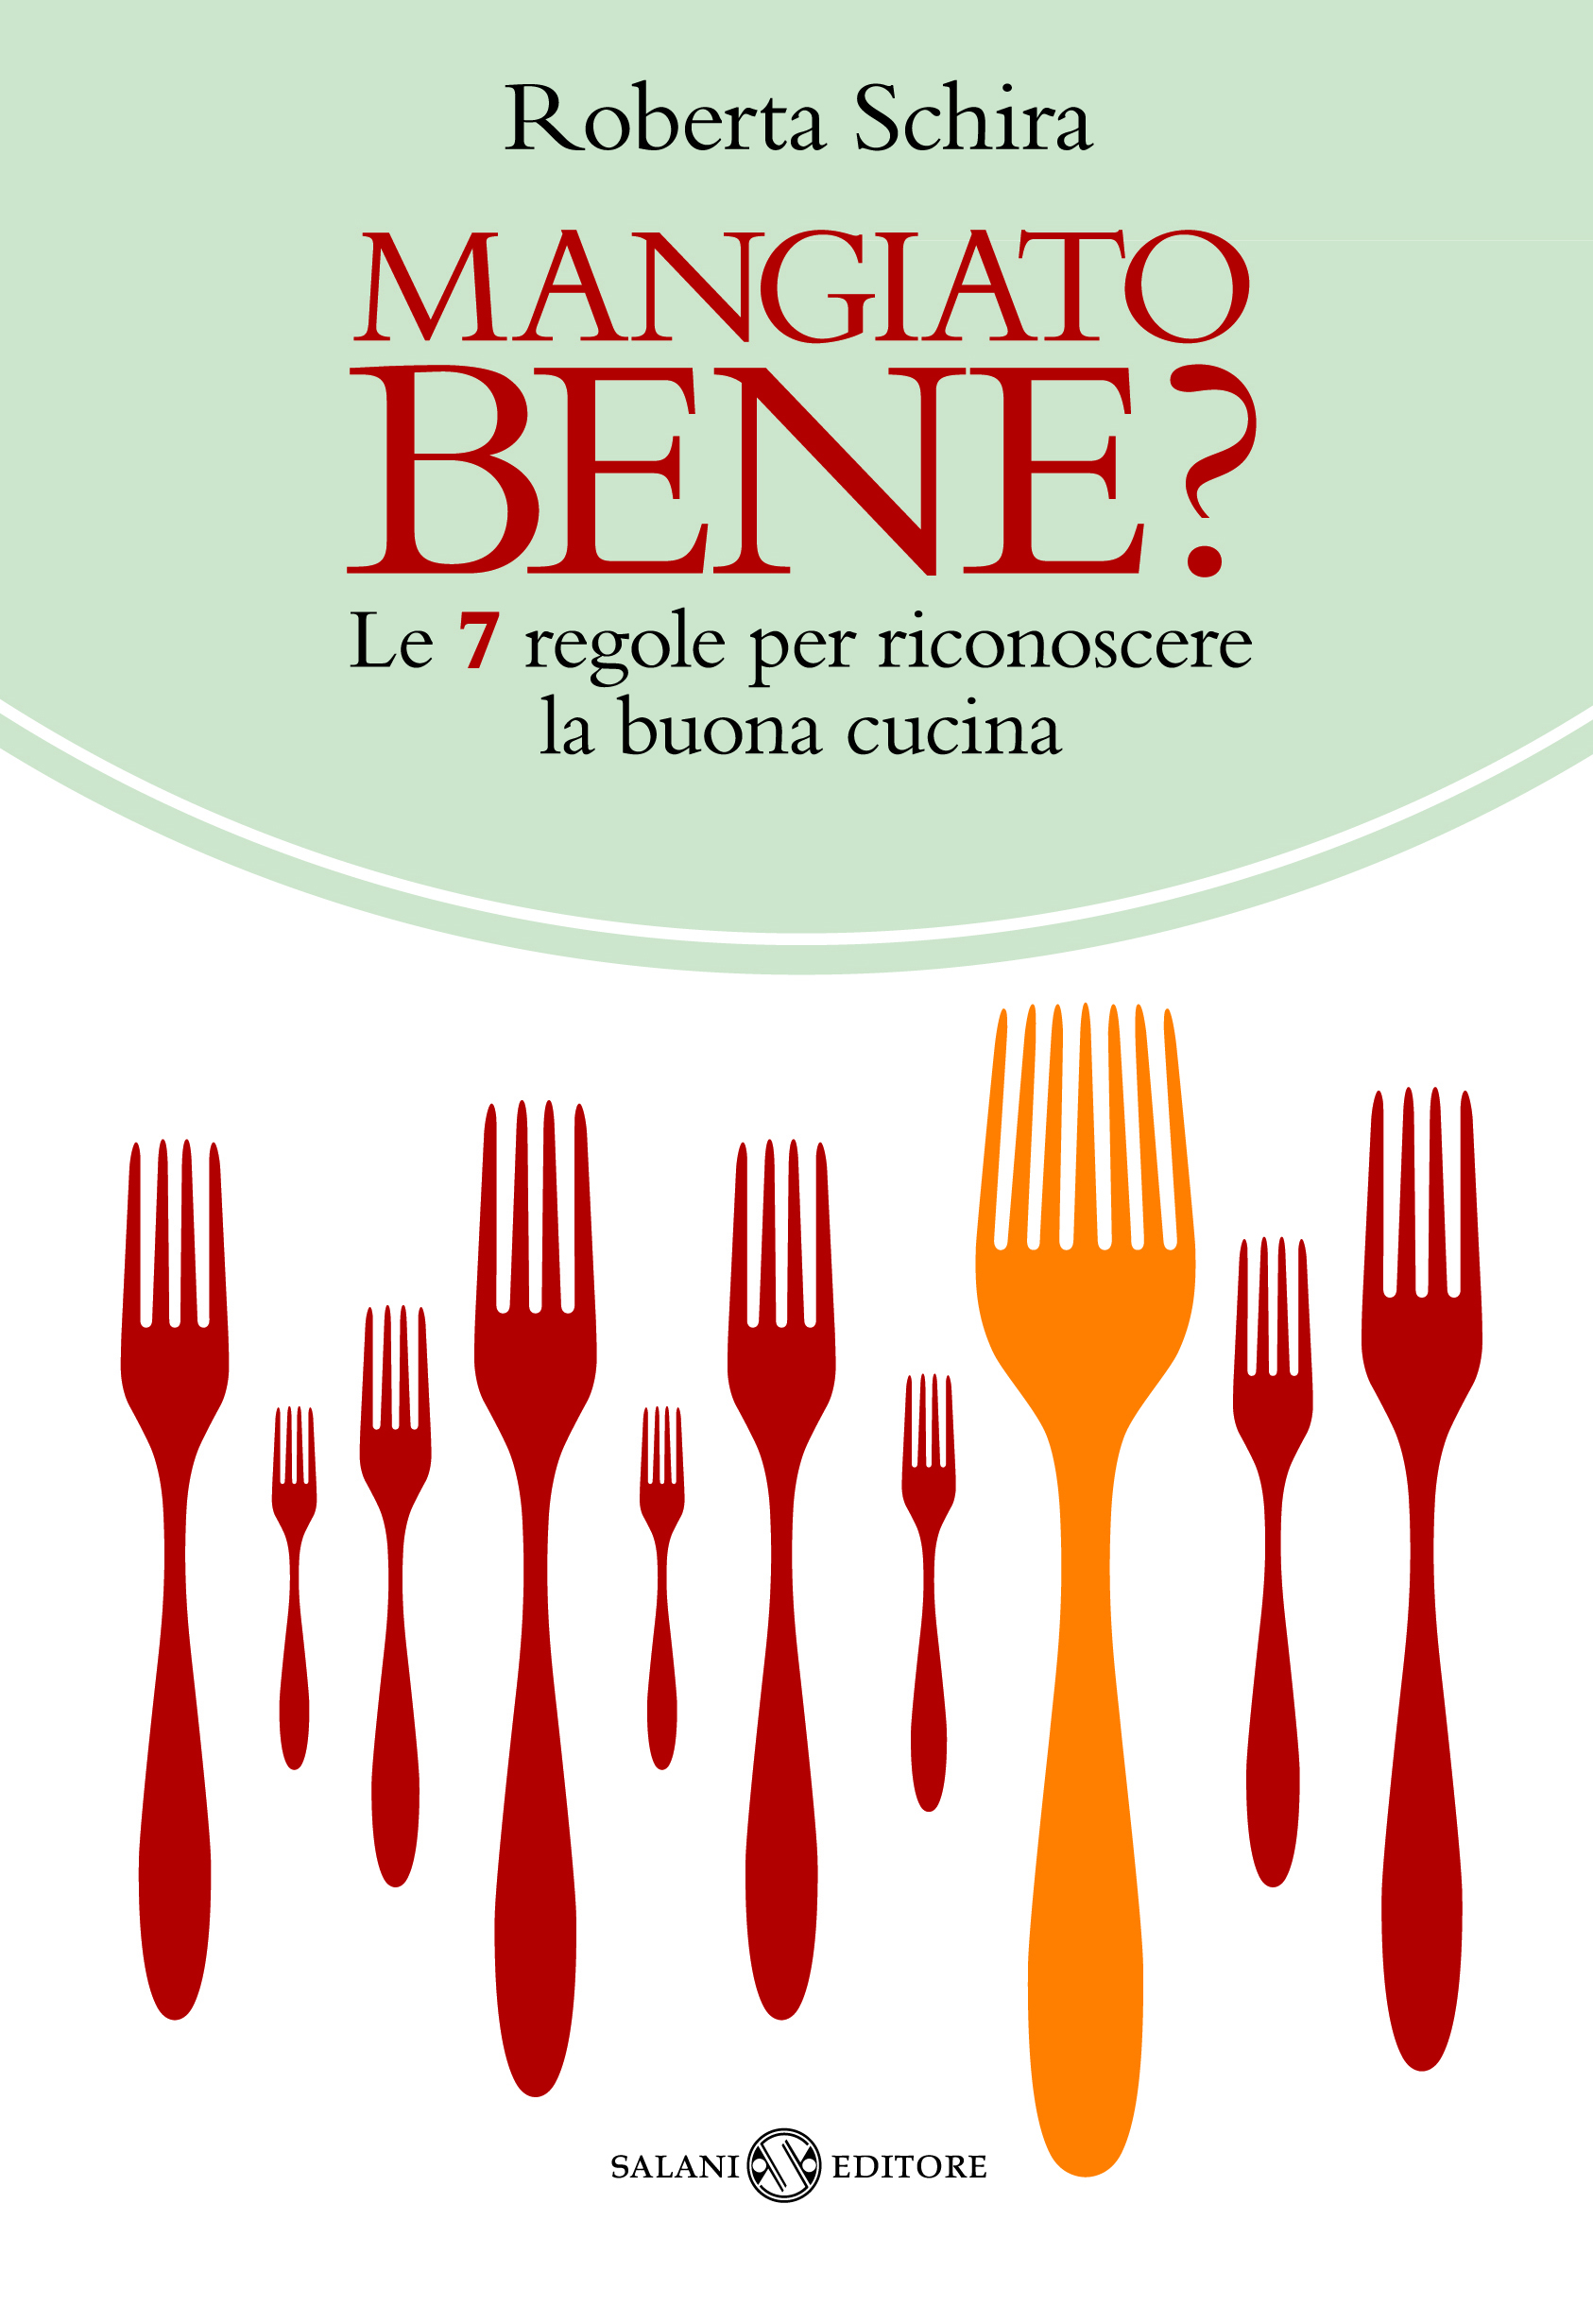 Roberta Schira
MANGIATO
BENE?
Le 7 regole per riconoscere
la buona cucina
SALANI EDITORE